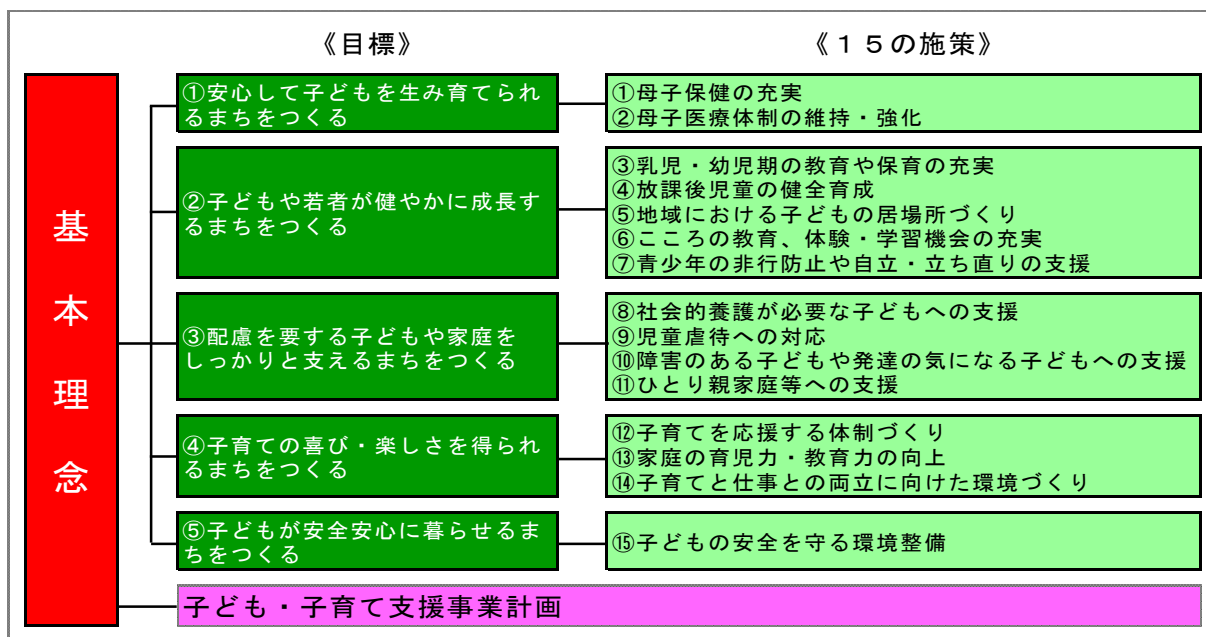 《目標》
《１５の施策》
基本理念
①安心して子どもを生み育てられ
るまちをつくる
①母子保健の充実
②母子医療体制の維持・強化
②子どもや若者が健やかに成長す
るまちをつくる
③乳児・幼児期の教育や保育の充実
④放課後児童の健全育成
⑤地域における子どもの居場所づくり
⑥こころの教育、体験・学習機会の充実
⑦青少年の非行防止や自立・立ち直りの支援
③配慮を要する子どもや家庭を
しっかりと支えるまちをつくる
⑧社会的養護が必要な子どもへの支援
⑨児童虐待への対応
⑩障害のある子どもや発達の気になる子どもへの支援
⑪ひとり親家庭等への支援
④子育ての喜び・楽しさを得られ
るまちをつくる
⑫子育てを応援する体制づくり
⑬家庭の育児力・教育力の向上
⑭子育てと仕事との両立に向けた環境づくり
⑤子どもが安全安心に暮らせるま
ちをつくる
⑮子どもの安全を守る環境整備
子ども・子育て支援事業計画